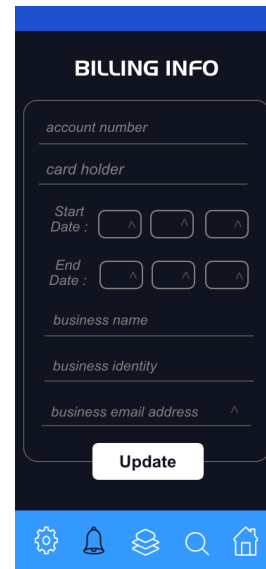 BILLING INFO
account number
card holder
Start
Date :
End
Date :
business name
business identity
business email address
Update